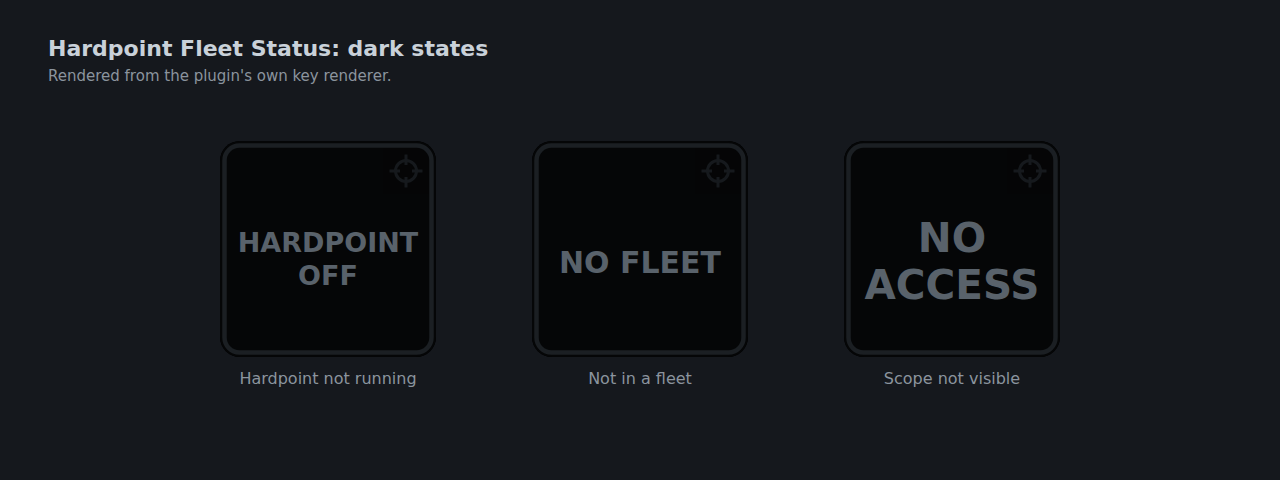 Hardpoint Fleet Status: dark states
Rendered from the plugin's own key renderer.
HARDPOINT
OFF
Hardpoint not running
NO FLEET
Not in a fleet
NO
ACCESS
Scope not visible